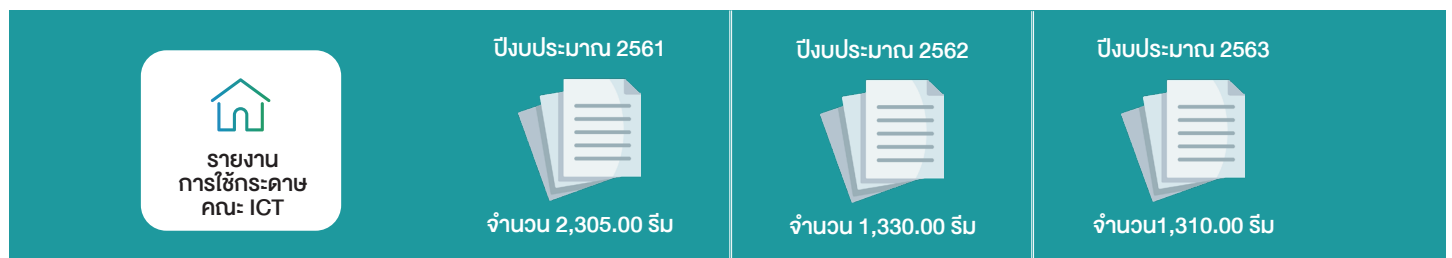 รายงาน
การใช้กระดาษ
คณะ ICT
ปีงบประมาณ 2561
จำนวน 2,305.00 รีม
ปีงบประมาณ 2562
จำนวน 1,330.00 รีม
ปีงบประมาณ 2563
จำนวน1,310.00 รีม